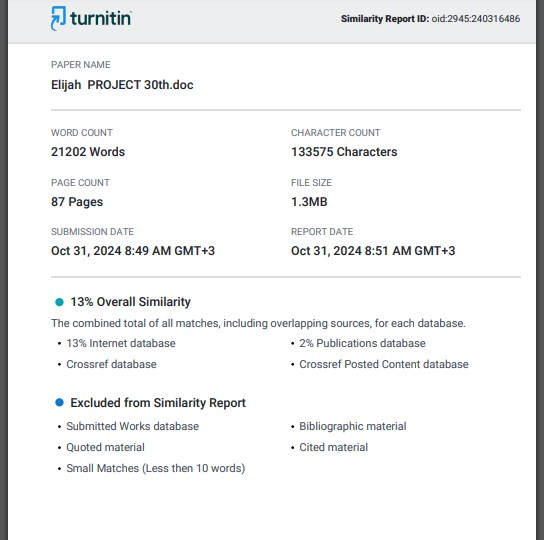 turnitin
Similarity Report ID: oid:2945:240316486
PAPER NAME
Elijah PROJECT 30th.doc
WORD COUNT
21202 Words
CHARACTER COUNT
133575 Characters
PAGE COUNT
87 Pages
FILE SIZE
1.3MB
SUBMISSION DATE
Oct 31, 2024 8:49 AM GMT+3
REPORT DATE
Oct 31, 2024 8:51 AM GMT+3
● 13% Overall Similarity
The combined total of all matches, including overlapping sources, for each database.
• 13% Internet database
• 2% Publications database
• Crossref database
• Crossref Posted Content database
● Excluded from Similarity Report
• Submitted Works database
• Bibliographic material
• Quoted material
• Cited material
• Small Matches (Less then 10 words)